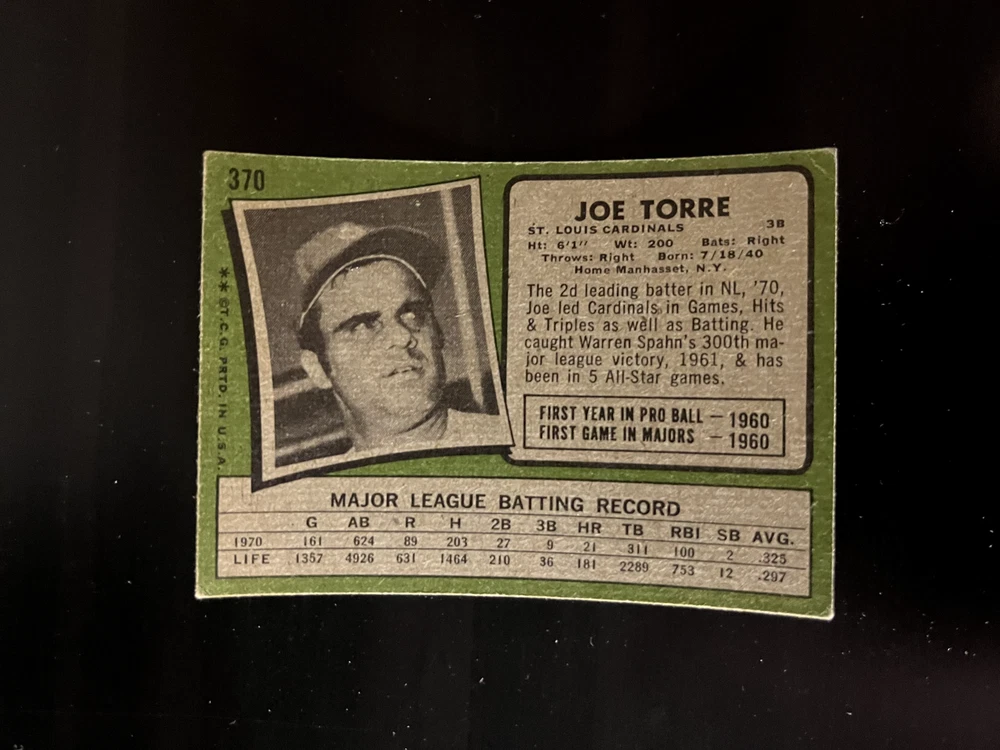 370
JOE TORRE
ST. LOUIS CARDINALS 3B
Ht: 6'1" Wt: 200 Bats: Right
Throws: Right Born: 7/18/40
Home Manhasset, N.Y.
The 2d leading batter in NL, '70,
Joe led Cardinals in Games, Hits
& Triples as well as Batting. He
caught Warren Spahn's 300th ma-
jor league victory, 1961, & has
been in 5 All-Star games.
FIRST YEAR IN PRO BALL — 1960
FIRST GAME IN MAJORS — 1960
**©T.C.G. PRTD. IN U.S.A.
MAJOR LEAGUE BATTING RECORD
G AB R H 2B 3B HR TB RBI SB AVG.
1970 161 624 89 203 27 9 21 311 100 2 .325
LIFE 1357 4926 631 1464 210 36 181 2289 753 12 .297